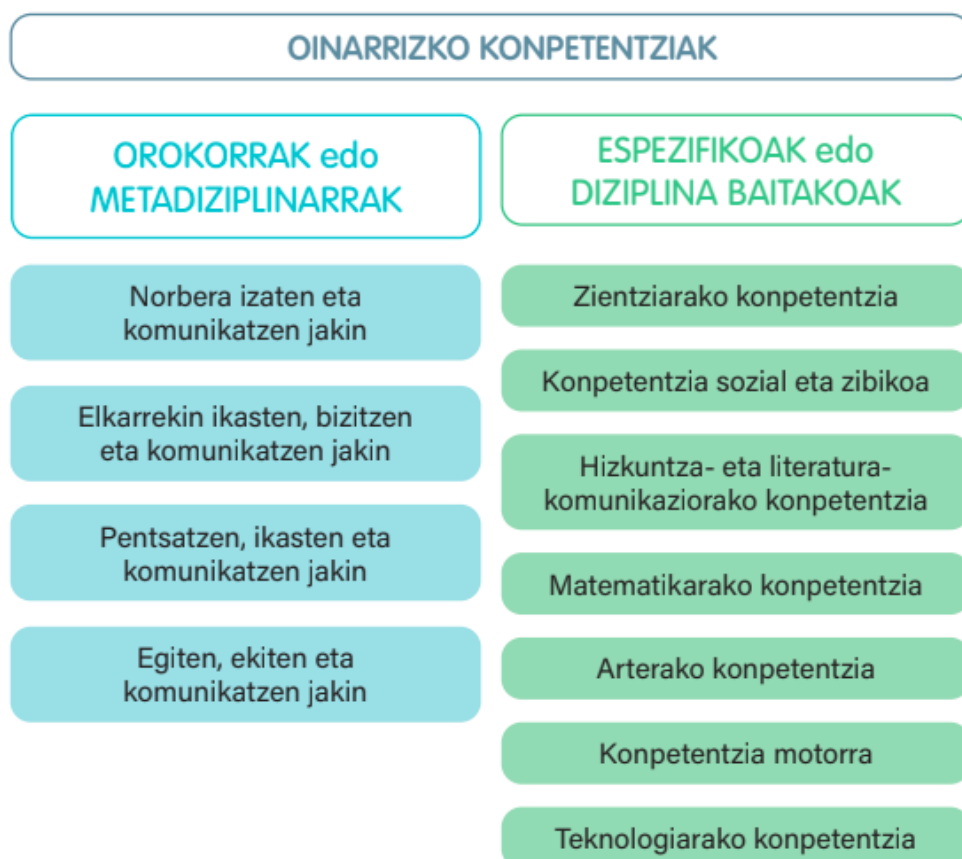 OINARRIZKO KONPETENTZIAK
OROKORRAK edo
METADIZIPLINARRAK
Norbera izaten eta
komunikatzen jakin
Elkarrekin ikasten, bizitzen
eta komunikatzen jakin
Pentsatzen, ikasten eta
komunikatzen jakin
Egiten, ekiten eta
komunikatzen jakin
ESPEZIFIKOAK edo
DIZIPLINA BAITAKOAK
Zientziarako konpetentzia
Konpetentzia sozial eta zibikoa
Hizkuntza- eta literatura-
komunikaziorako konpetentzia
Matematikarako konpetentzia
Arterako konpetentzia
Konpetentzia motorra
Teknologiarako konpetentzia